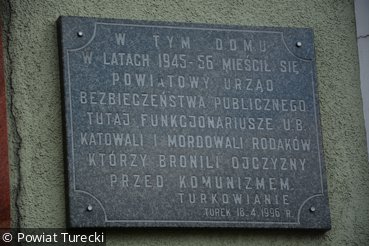 W TYM DOMU
W LATACH 1945-56 MIEŚCIŁ SIĘ
POWIATOWY URZĄD
BEZBIECZEŃSTWA PUBLICZNEGO
TUTAJ FUNKCJONARIUSZE U.B.
KATOWALI I MORDOWALI RODAKÓW
KTÓRZY BRONILI OJCZYZNY
PRZED KOMUNIZMEM
TURKOWIANIE
TUREK 18.4.1996 R.
© Powiat Turecki